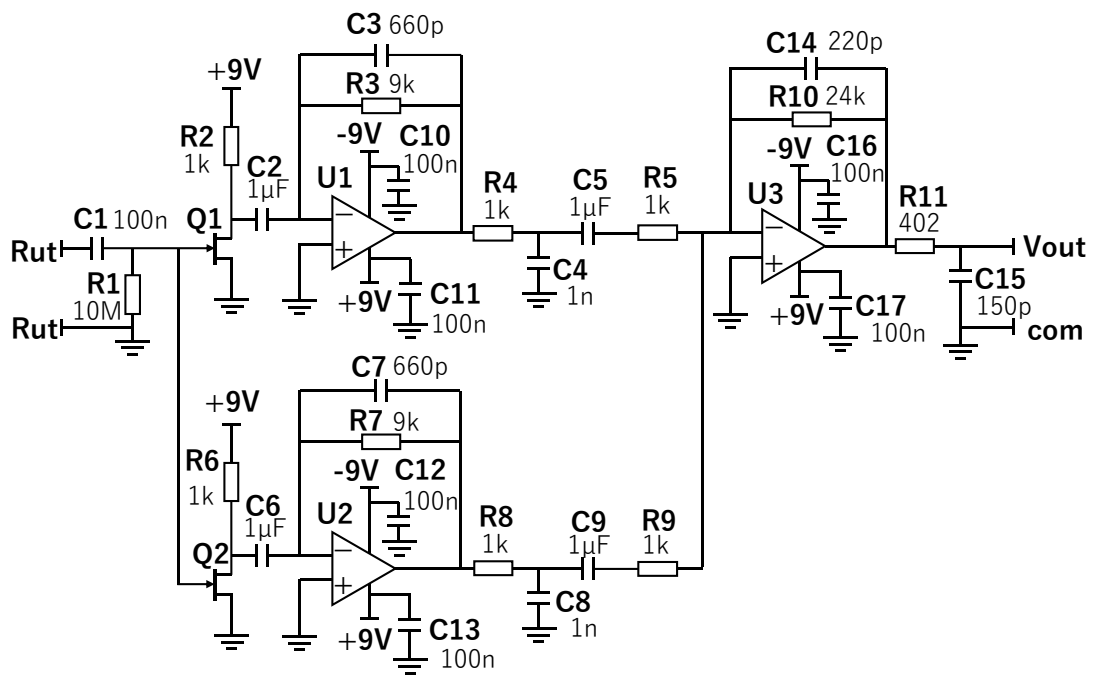 C3 660p
R3 9k
+9V
R2
1k
C2
1µF
-9V
C10
100n
U1
−
+
Q1
C1 100n
Rut
R1
10M
Rut
+9V
C11
100n
R4
1k
C4
1n
C5
1µF
R5
1k
C14 220p
R10 24k
-9V
C16
100n
U3
−
+
+9V
C17
100n
R11
402
Vout
C15
150p
com
C7 660p
R7 9k
+9V
R6
1k
C6
1µF
-9V
C12
100n
U2
−
+
Q2
+9V
C13
100n
R8
1k
C8
1n
C9
1µF
R9
1k